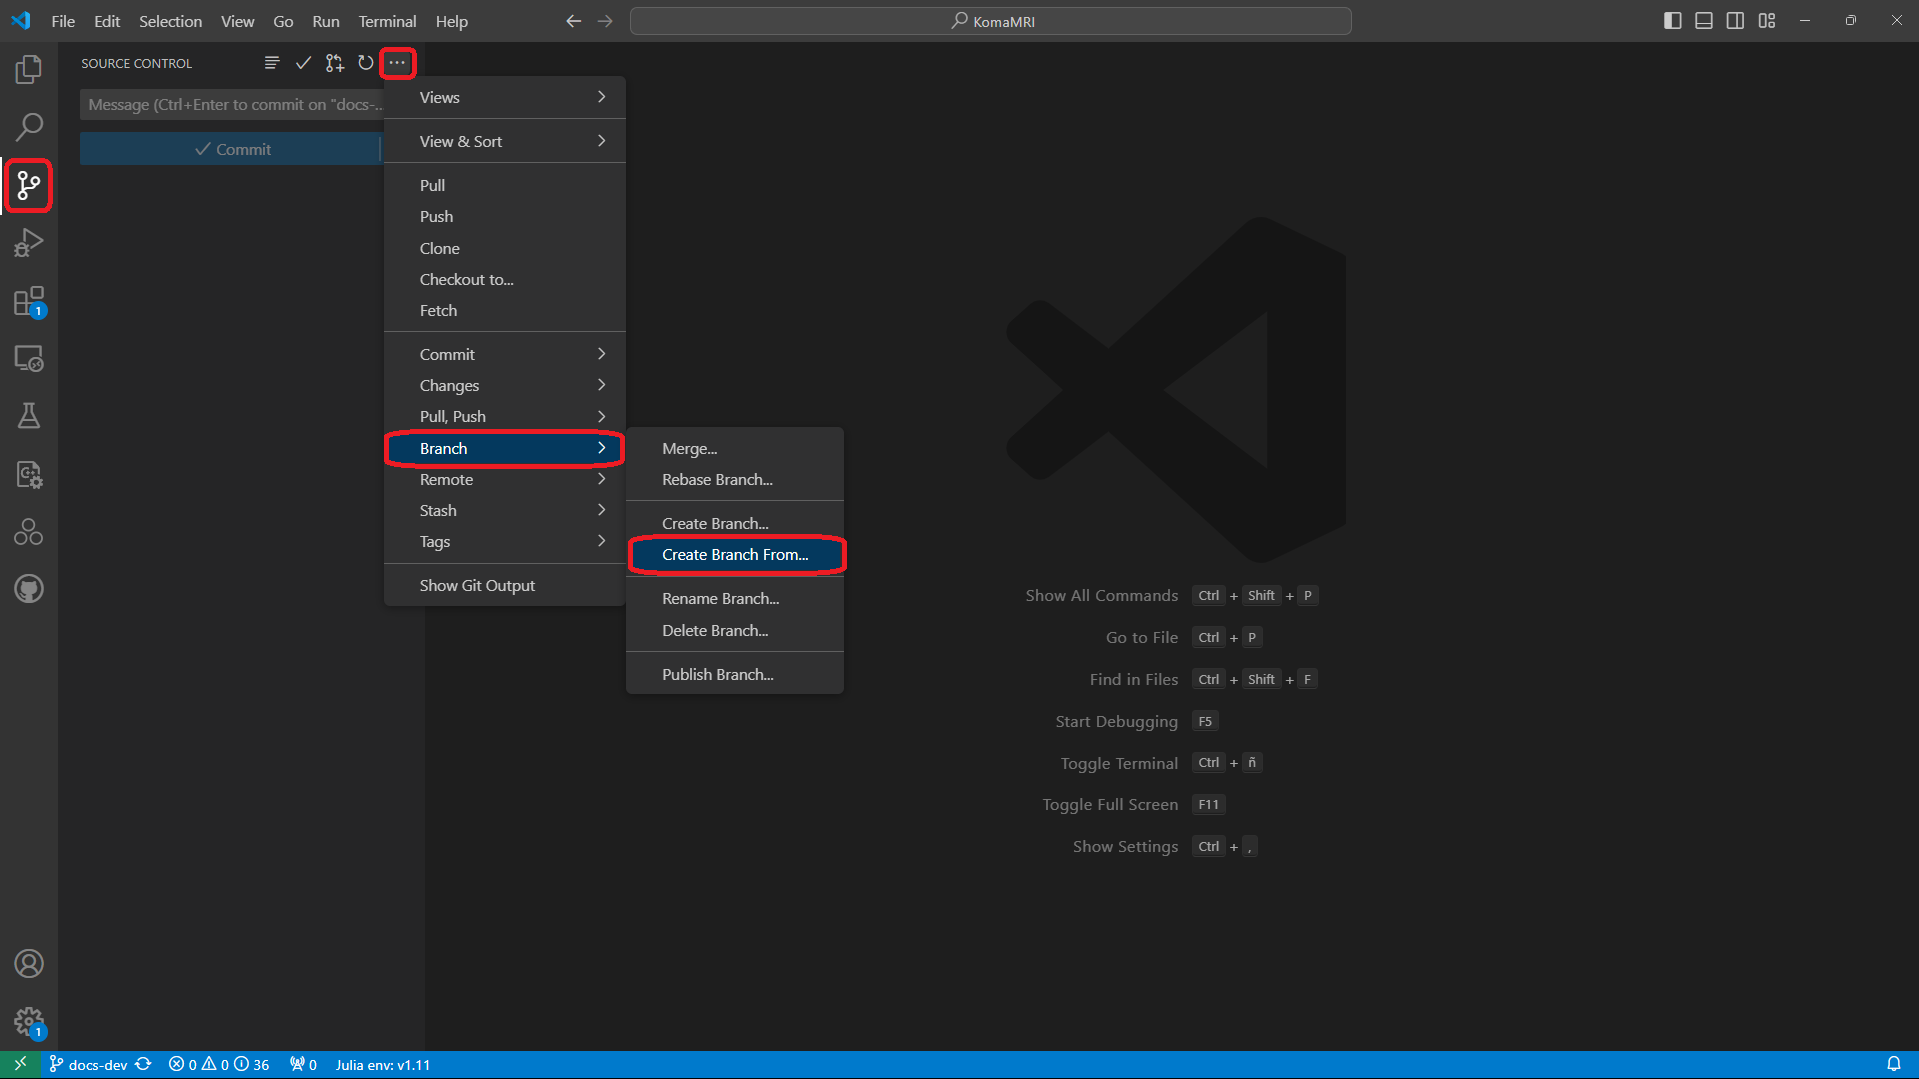 File Edit Selection View Go Run Terminal Help
KomaMRI
SOURCE CONTROL
Message (Ctrl+Enter to commit on "docs-...
Commit
Views
View & Sort
Pull
Push
Clone
Checkout to...
Fetch
Commit
Changes
Pull, Push
Branch
Remote
Stash
Tags
Show Git Output
Merge...
Rebase Branch...
Create Branch...
Create Branch From...
Rename Branch...
Delete Branch...
Publish Branch...
Show All Commands Ctrl + Shift + P
Go to File Ctrl + P
Find in Files Ctrl + Shift + F
Start Debugging F5
Toggle Terminal Ctrl + ñ
Toggle Full Screen F11
Show Settings Ctrl + ,
1
1
docs-dev 0 0 36 0 Julia env: v1.11